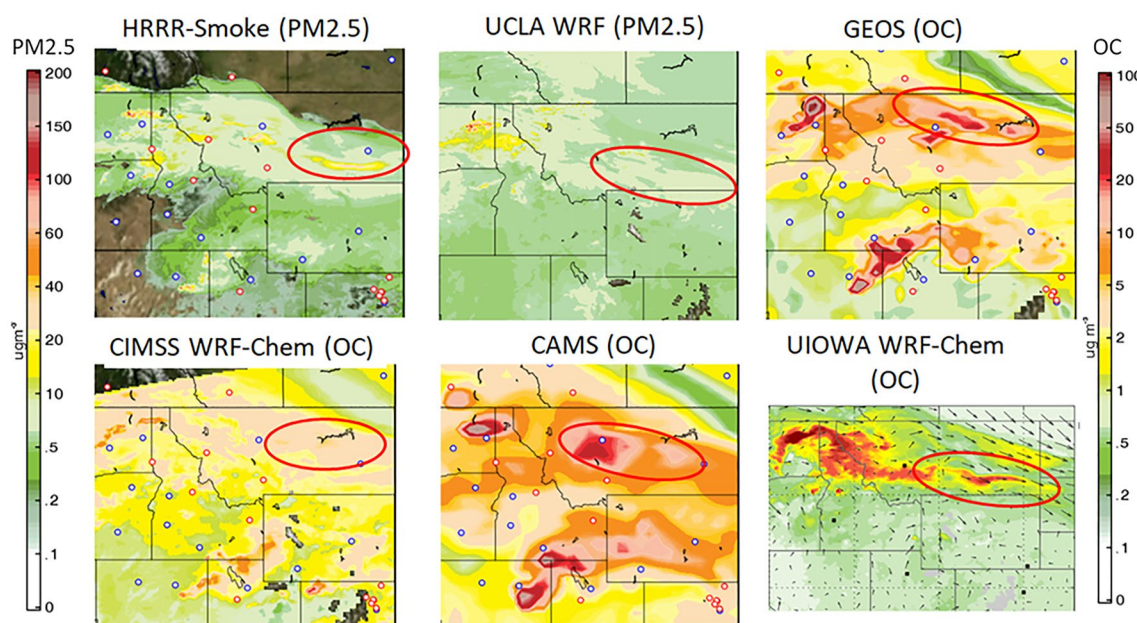 HRRR-Smoke (PM2.5)
UCLA WRF (PM2.5)
GEOS (OC)
PM2.5
200
150
100
60
40
20
10
.5
.2
.1
0
ugm⁻³
OC
100
50
20
10
5
2
1
.5
.2
.1
0
ug m⁻³
CIMSS WRF-Chem (OC)
CAMS (OC)
UIOWA WRF-Chem
(OC)